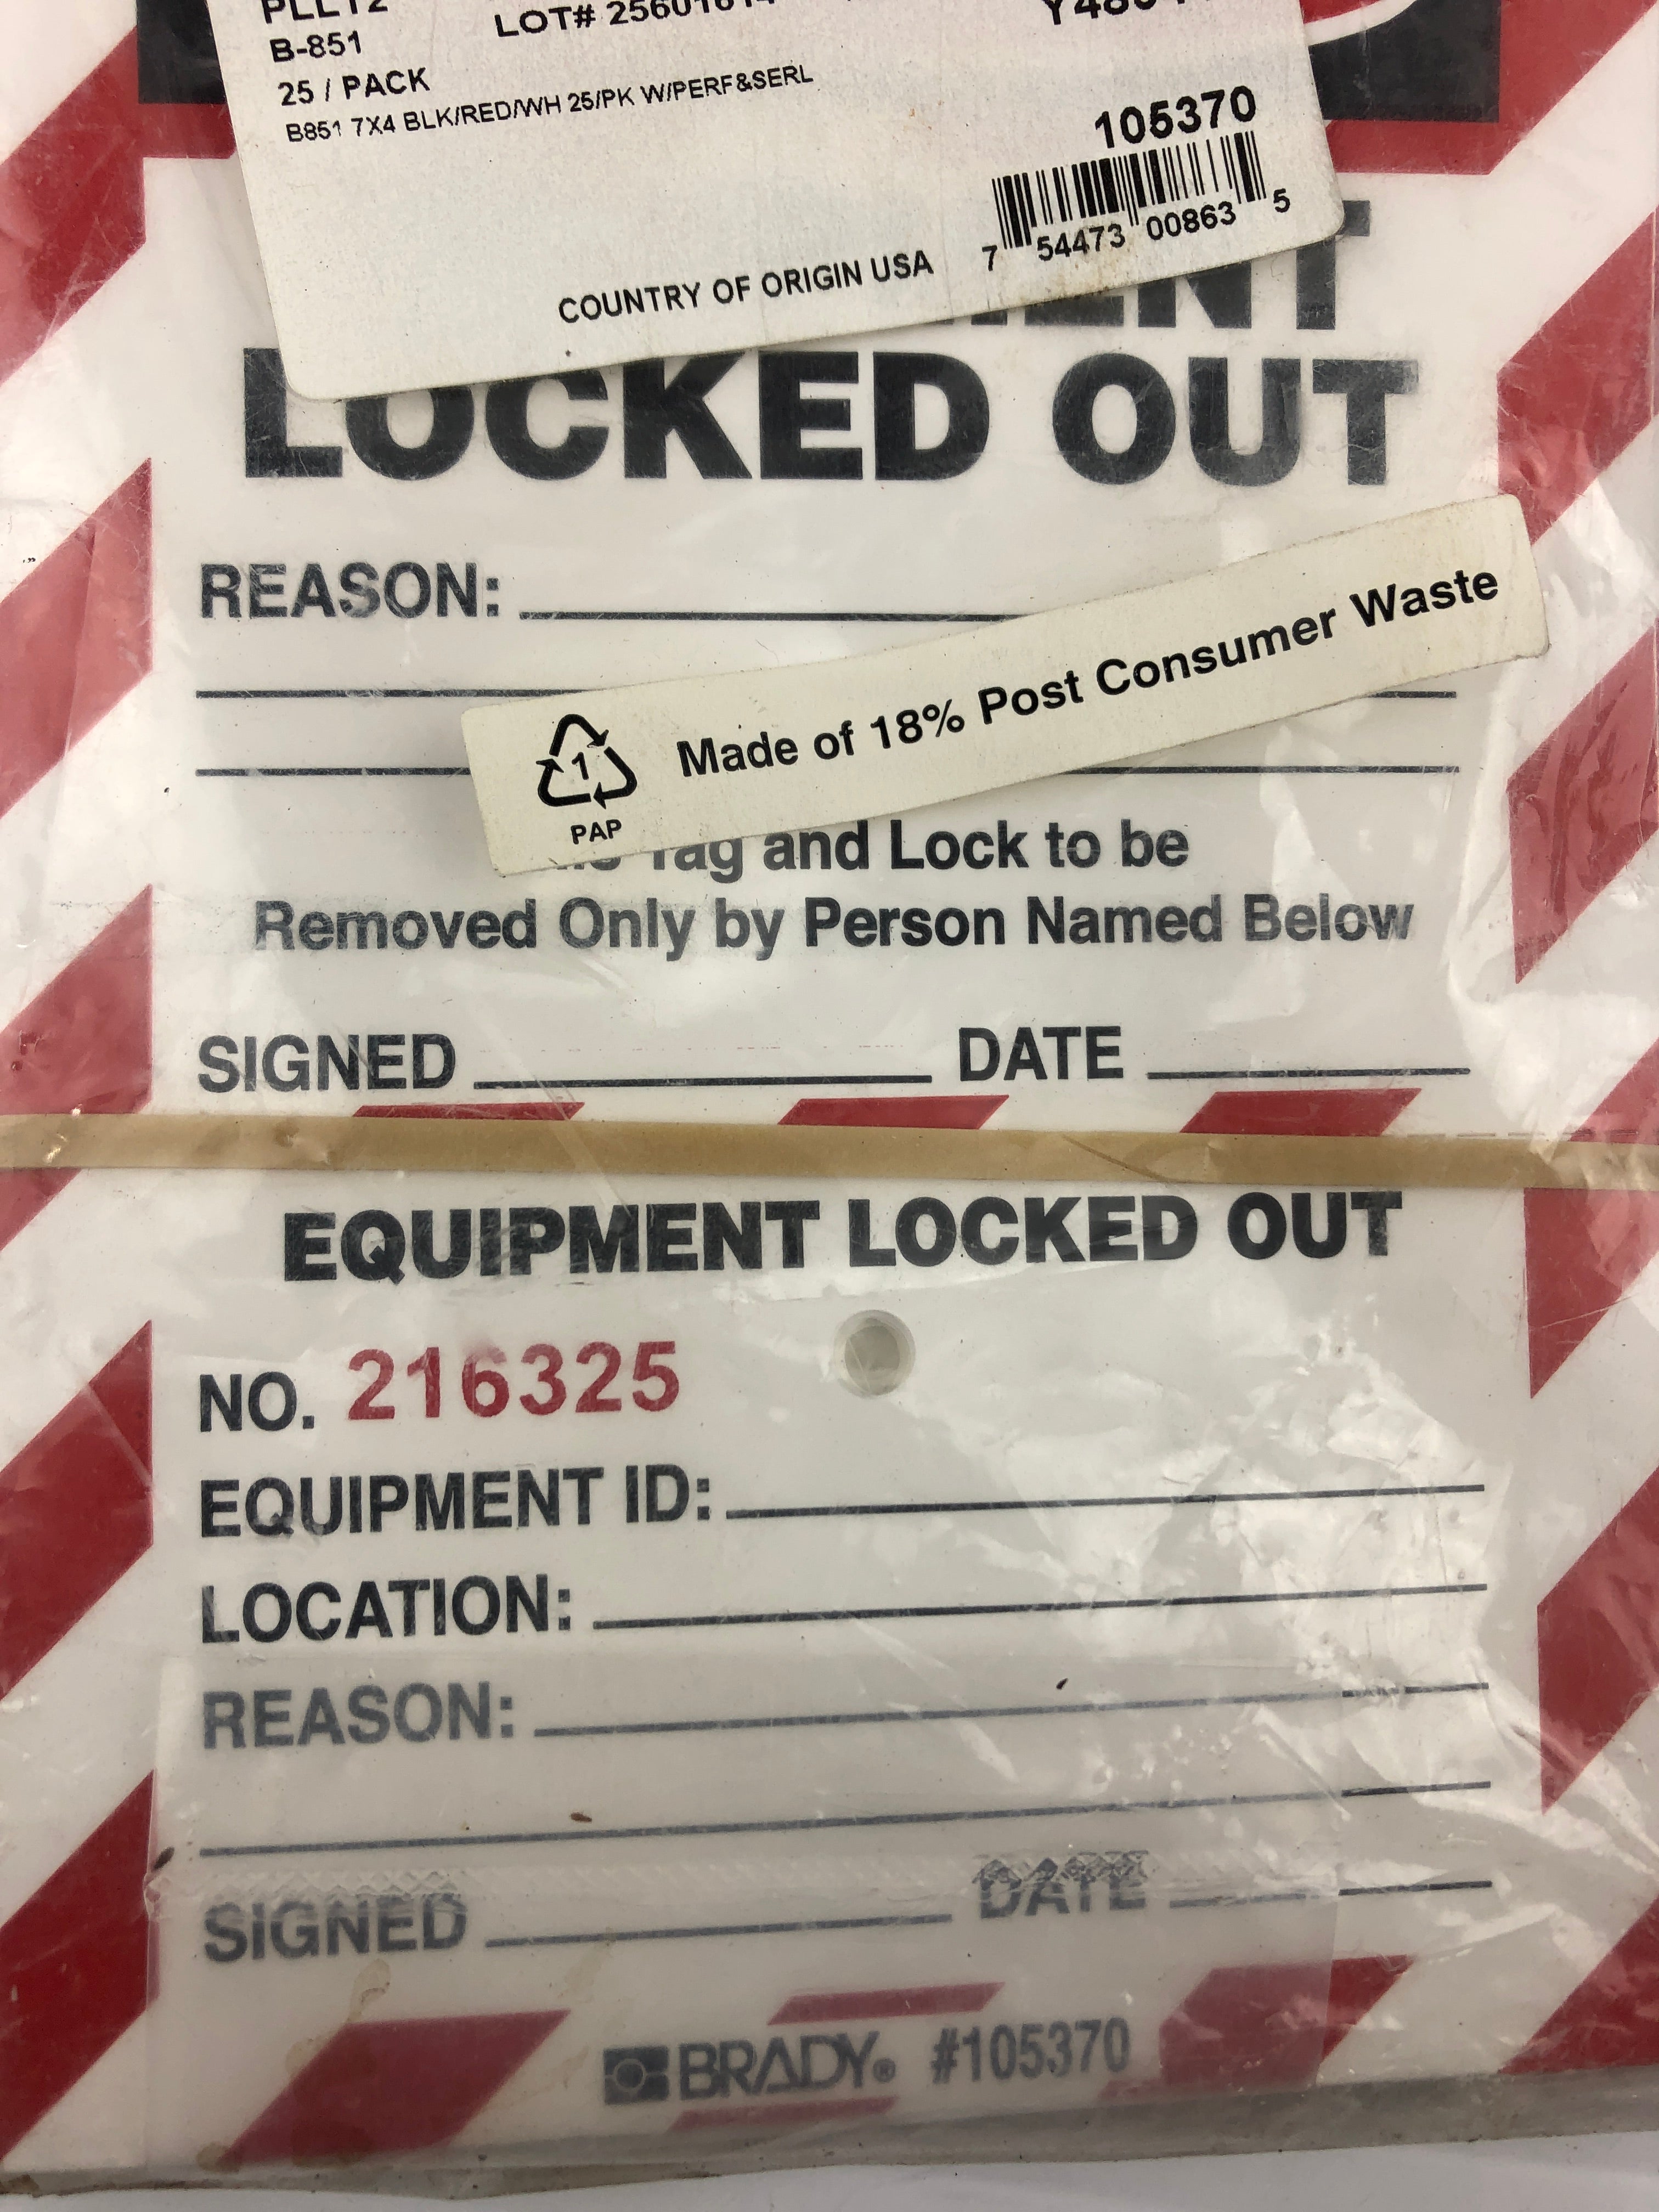 B-851
LOT#
25 / PACK
B851 7X4 BLK/RED/WH 25/PK W/PERF&SERL
105370
7 54473 00863 5
COUNTRY OF ORIGIN USA
LOCKED OUT
REASON:
1
PAP
Made of 18% Post Consumer Waste
Tag and Lock to be
Removed Only by Person Named Below
SIGNED DATE
EQUIPMENT LOCKED OUT
NO. 216325
EQUIPMENT ID:
LOCATION:
REASON:
SIGNED DATE
BRADY® #105370